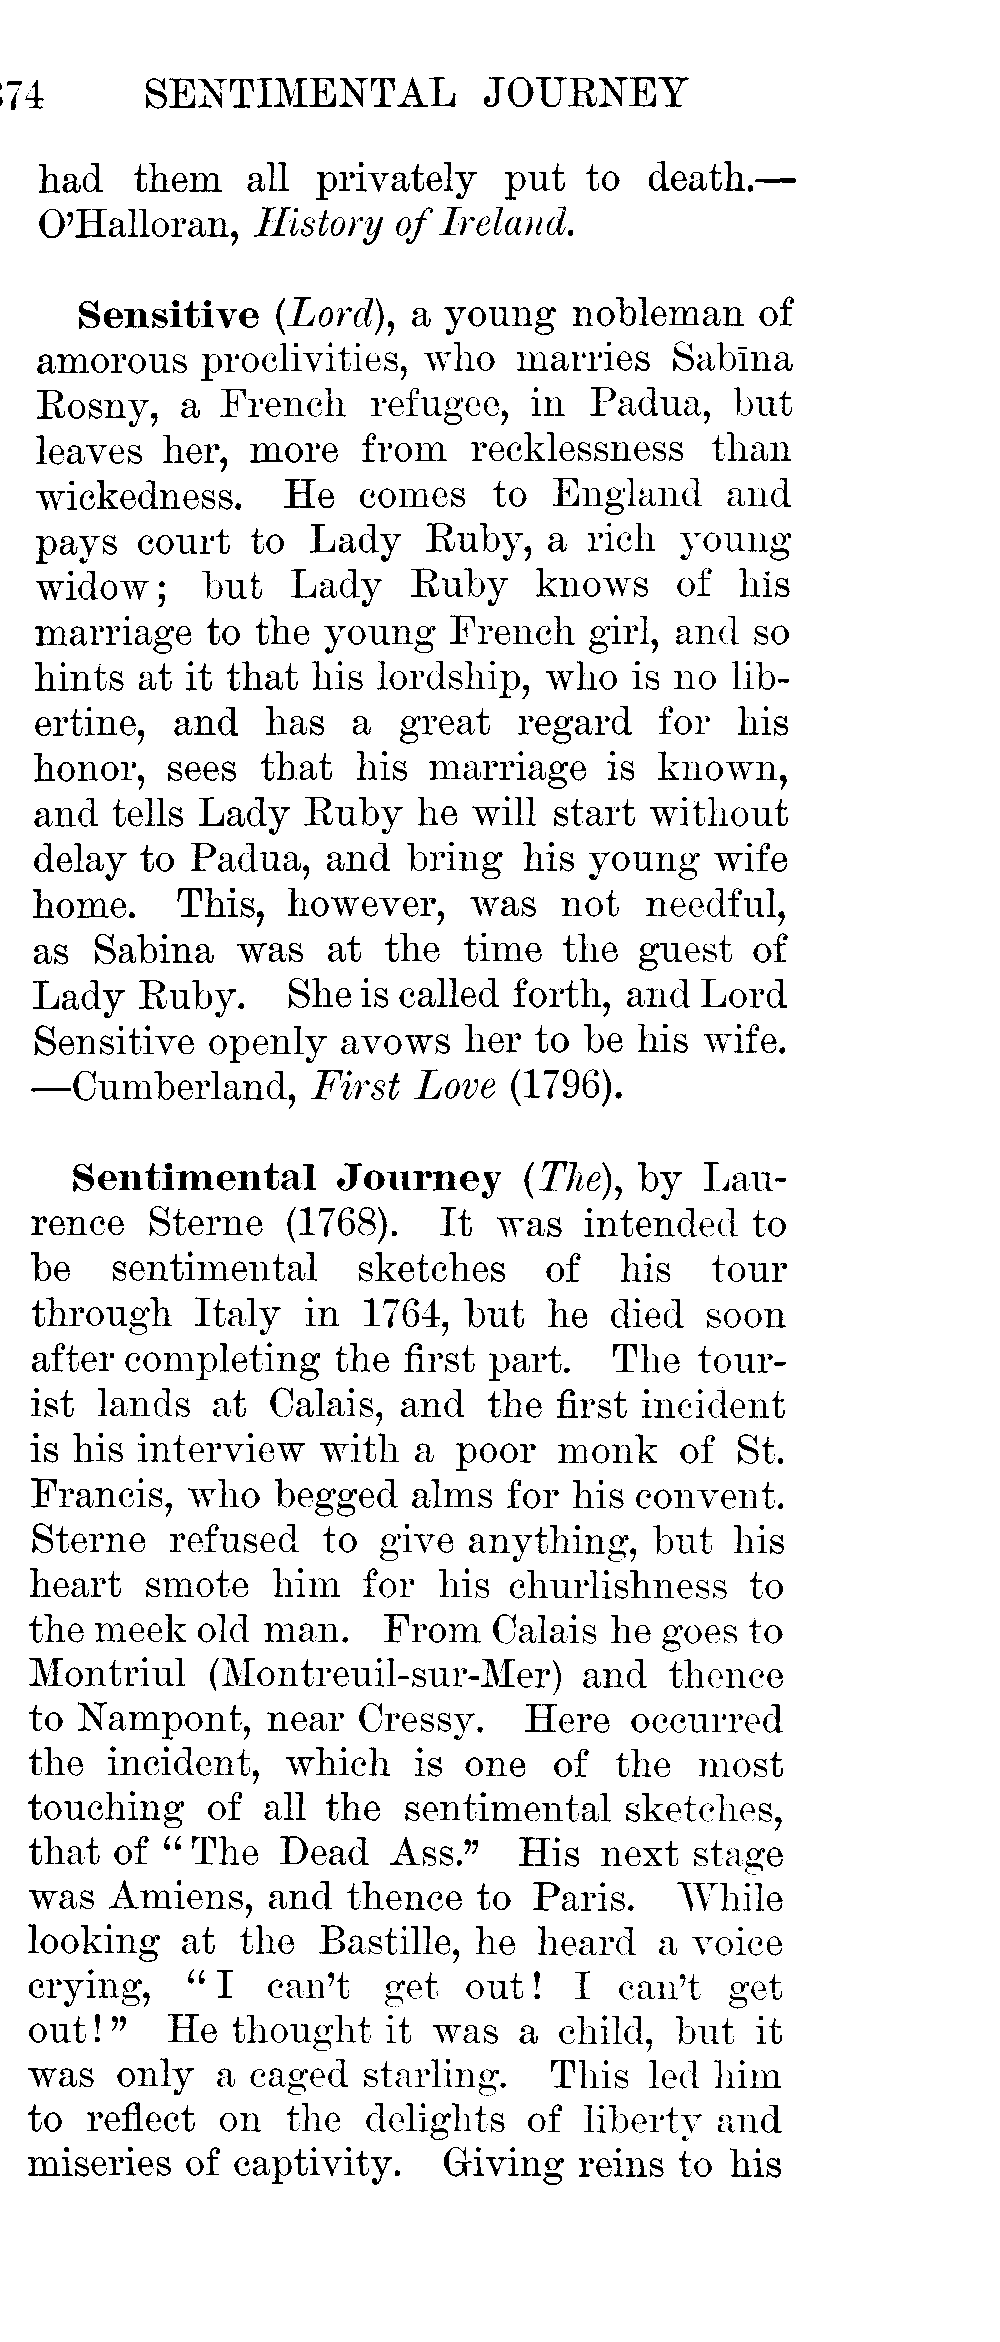 374 SENTIMENTAL JOURNEY
had them all privately put to death.—
O'Halloran, History of Ireland.
Sensitive (Lord), a young nobleman of
amorous proclivities, who marries Sabīna
Rosny, a French refugee, in Padua, but
leaves her, more from recklessness than
wickedness. He comes to England and
pays court to Lady Ruby, a rich young
widow; but Lady Ruby knows of his
marriage to the young French girl, and so
hints at it that his lordship, who is no lib-
ertine, and has a great regard for his
honor, sees that his marriage is known,
and tells Lady Ruby he will start without
delay to Padua, and bring his young wife
home. This, however, was not needful,
as Sabina was at the time the guest of
Lady Ruby. She is called forth, and Lord
Sensitive openly avows her to be his wife.
—Cumberland, First Love (1796).
Sentimental Journey (The), by Lau-
rence Sterne (1768). It was intended to
be sentimental sketches of his tour
through Italy in 1764, but he died soon
after completing the first part. The tour-
ist lands at Calais, and the first incident
is his interview with a poor monk of St.
Francis, who begged alms for his convent.
Sterne refused to give anything, but his
heart smote him for his churlishness to
the meek old man. From Calais he goes to
Montriul (Montreuil-sur-Mer) and thence
to Nampont, near Cressy. Here occurred
the incident, which is one of the most
touching of all the sentimental sketches,
that of "The Dead Ass." His next stage
was Amiens, and thence to Paris. While
looking at the Bastille, he heard a voice
crying, "I can't get out! I can't get
out!" He thought it was a child, but it
was only a caged starling. This led him
to reflect on the delights of liberty and
miseries of captivity. Giving reins to his